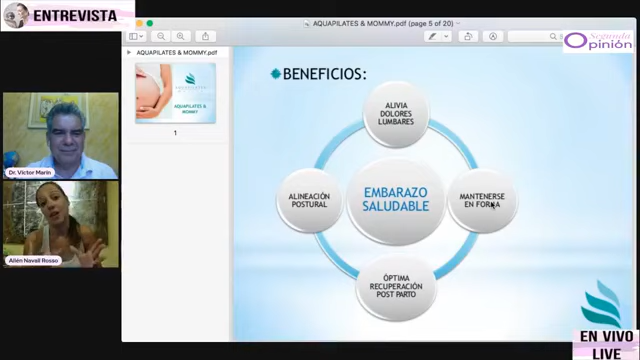 ENTREVISTA
AQUAPILATES & MOMMY.pdf (page 5 of 20)
Segunda
Opinión
AQUAPILATES & MOMMY.pdf
AQUAPILATES &
MOMMY
1
BENEFICIOS:
ALIVIA
DOLORES
LUMBARES
ALINEACIÓN
POSTURAL
EMBARAZO
SALUDABLE
MANTENERSE
EN FORMA
ÓPTIMA
RECUPERACIÓN
POST PARTO
Dr. Víctor Marín
Ailén Navail Rosso
EN VIVO
LIVE